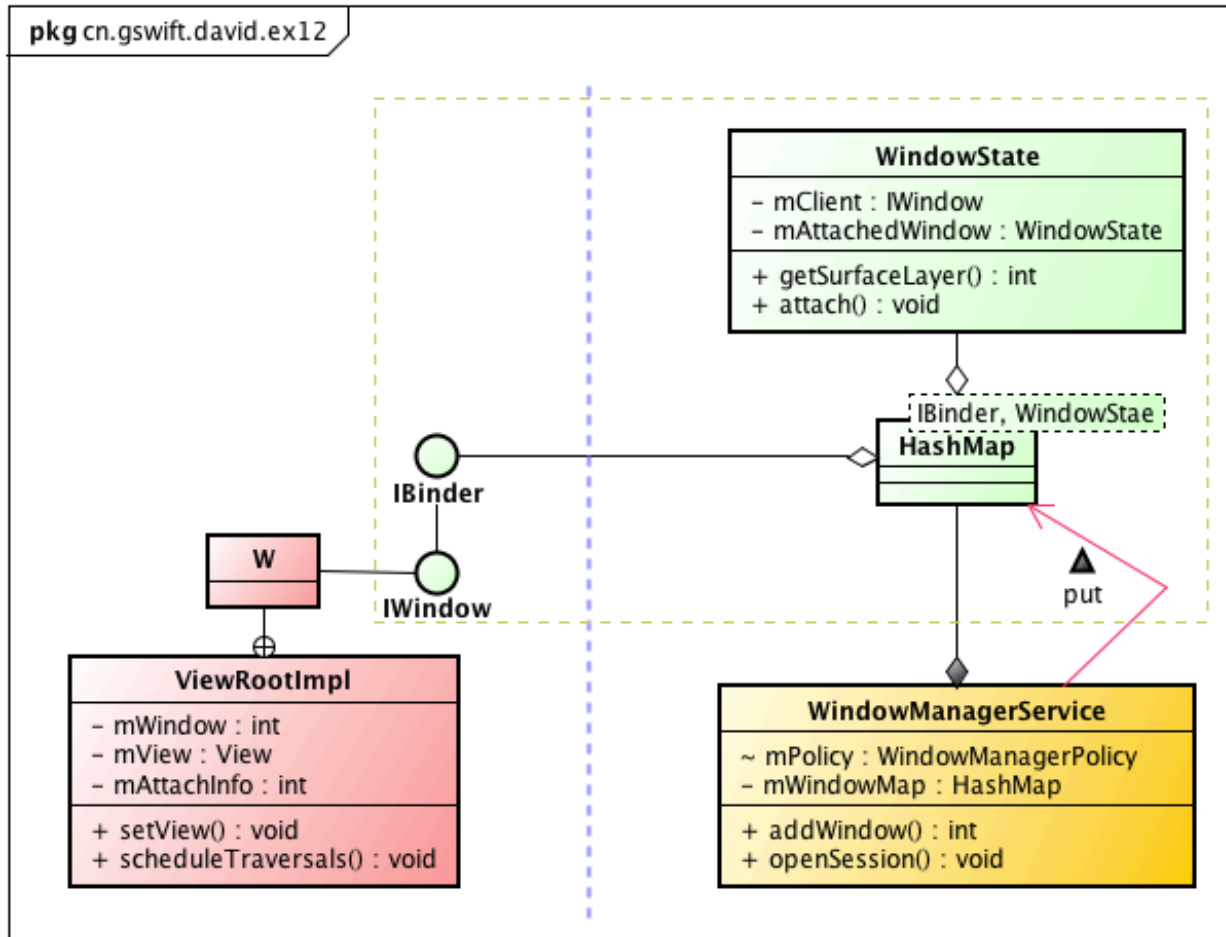 pkg cn.gswift.david.ex12
WindowState
- mClient : IWindow
- mAttachedWindow : WindowState
+ getSurfaceLayer() : int
+ attach() : void
IBinder, WindowStae
HashMap
IBinder
W
IWindow
put
ViewRootImpl
- mWindow : int
- mView : View
- mAttachInfo : int
+ setView() : void
+ scheduleTraversals() : void
WindowManagerService
~ mPolicy : WindowManagerPolicy
- mWindowMap : HashMap
+ addWindow() : int
+ openSession() : void